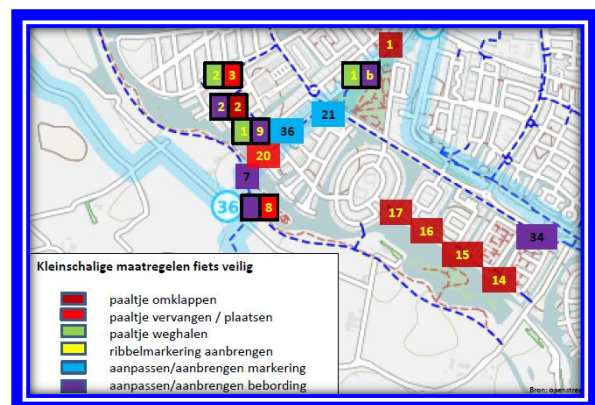 1
2 3
1 b
2 2
21
1 9 36
20
7
36
8
17
16
34
15
14
Kleinschalige maatregelen fiets veilig
paaltje omklappen
paaltje vervangen / plaatsen
paaltje weghalen
ribbelmarkering aanbrengen
aanpassen/aanbrengen markering
aanpassen/aanbrengen bebording
Bron: openstree